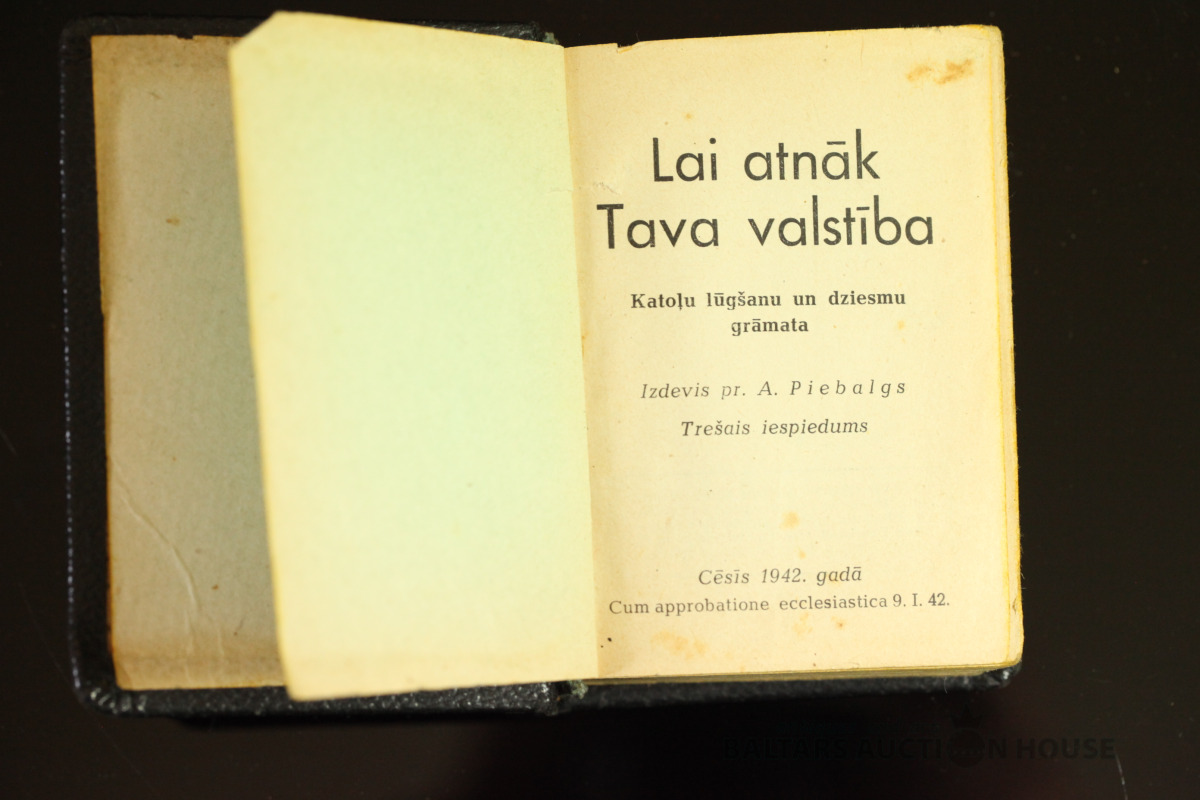 Lai atnāk
Tava valstība
Katoļu lūgšanu un dziesmu
grāmata
Izdevis pr. A. Piebalgs
Trešais iespiedums
Cēsīs 1942. gadā
Cum approbatione ecclesiastica 9. I. 42.
BALTARS AUCTION HOUSE